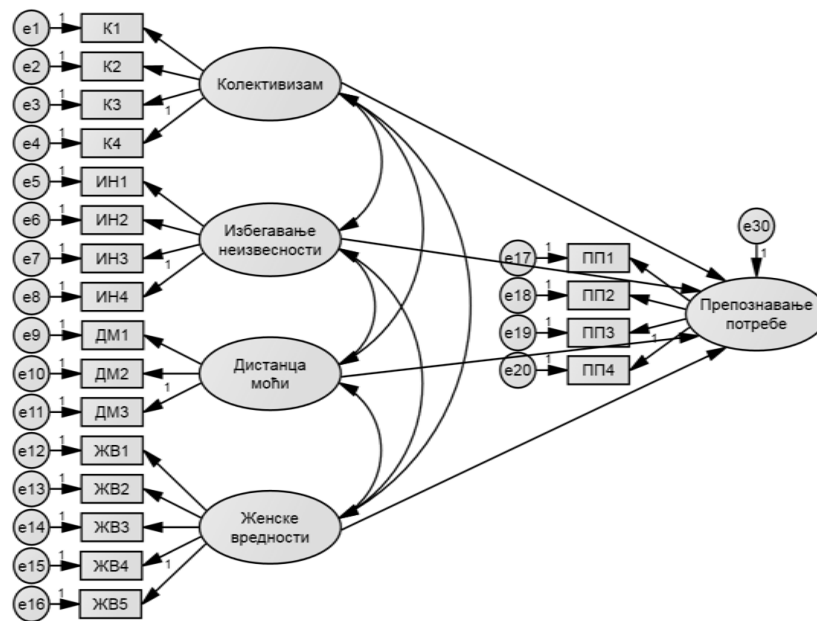 e1
1
К1
e2
1
К2
e3
1
К3
e4
1
К4
1
Колективизам
e5
1
ИН1
e6
1
ИН2
e7
1
ИН3
e8
1
ИН4
1
Избегавање
неизвесности
e9
1
ДМ1
e10
1
ДМ2
e11
1
ДМ3
1
Дистанца
моћи
e12
1
ЖВ1
e13
1
ЖВ2
e14
1
ЖВ3
e15
1
ЖВ4
e16
1
ЖВ5
1
Женске
вредности
e17
1
ПП1
e18
1
ПП2
e19
1
ПП3
e20
1
ПП4
1
e30
1
Препознавање
потребе